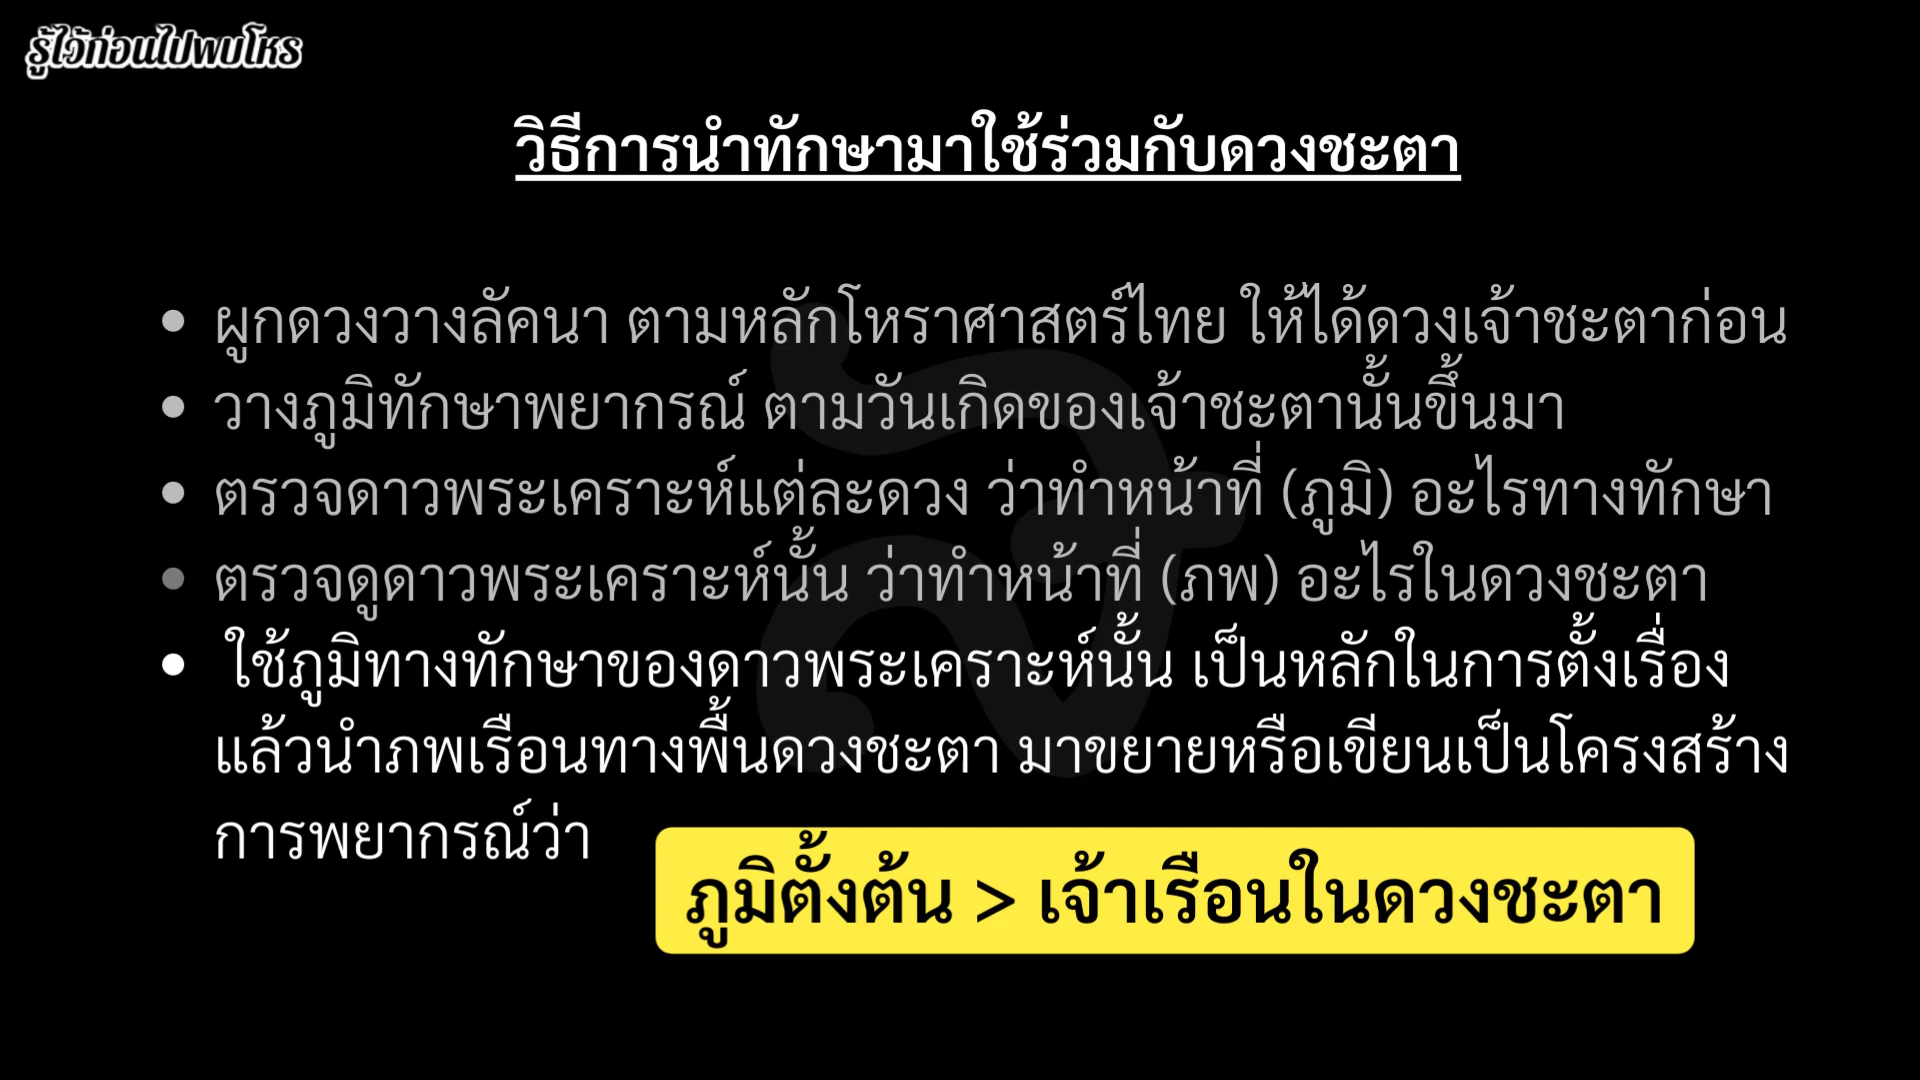 รู้ไว้ก่อนไปพบโหร
วิธีการนำทักษามาใช้ร่วมกับดวงชะตา
• ผูกดวงวางลัคนา ตามหลักโหราศาสตร์ไทย ให้ได้ดวงเจ้าชะตาก่อน
• วางภูมิทักษาพยากรณ์ ตามวันเกิดของเจ้าชะตานั้นขึ้นมา
• ตรวจดาวพระเคราะห์แต่ละดวง ว่าทำหน้าที่ (ภูมิ) อะไรทางทักษา
• ตรวจดูดาวพระเคราะห์นั้น ว่าทำหน้าที่ (ภพ) อะไรในดวงชะตา
• ใช้ภูมิทางทักษาของดาวพระเคราะห์นั้น เป็นหลักในการตั้งเรื่อง
แล้วนำภพเรือนทางพื้นดวงชะตา มาขยายหรือเขียนเป็นโครงสร้าง
การพยากรณ์ว่า
ภูมิตั้งต้น > เจ้าเรือนในดวงชะตา